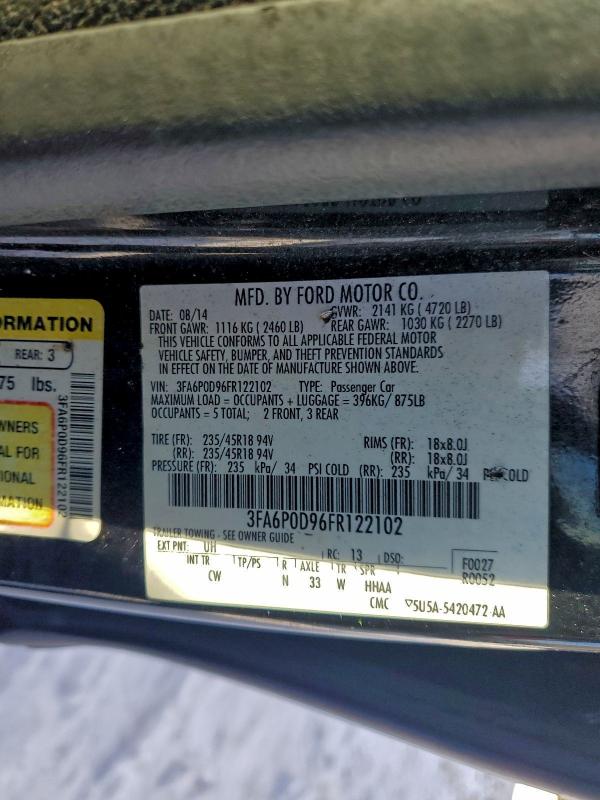 MFD. BY FORD MOTOR CO.
DATE: 08/14 GVWR: 2141 KG ( 4720 LB)
FRONT GAWR: 1116 KG ( 2460 LB) REAR GAWR: 1030 KG ( 2270 LB)
THIS VEHICLE CONFORMS TO ALL APPLICABLE FEDERAL MOTOR
VEHICLE SAFETY, BUMPER, AND THEFT PREVENTION STANDARDS
IN EFFECT ON THE DATE OF MANUFACTURE SHOWN ABOVE.
VIN: 3FA6P0D96FR122102 TYPE: Passenger Car
MAXIMUM LOAD = OCCUPANTS + LUGGAGE = 396KG/ 875LB
OCCUPANTS = 5 TOTAL; 2 FRONT, 3 REAR
TIRE (FR): 235/45R18 94V RIMS (FR): 18x8.0J
(RR): 235/45R18 94V (RR): 18x8.0J
PRESSURE (FR): 235 kPa/ 34 PSI COLD (RR): 235 kPa/ 34 PSI COLD
3FA6P0D96FR122102
TRAILER TOWING - SEE OWNER GUIDE
EXT PNT: UH RC: 13 DSO: F0027
INT TR TP/PS R AXLE TR SPR R0052
CW N 33 W HHAA
CMC 5U5A-5420472-AA
ORMATION
REAR: 3
75 lbs.
WNERS
AL FOR
IONAL
MATION
3FA6P0D96FR122102